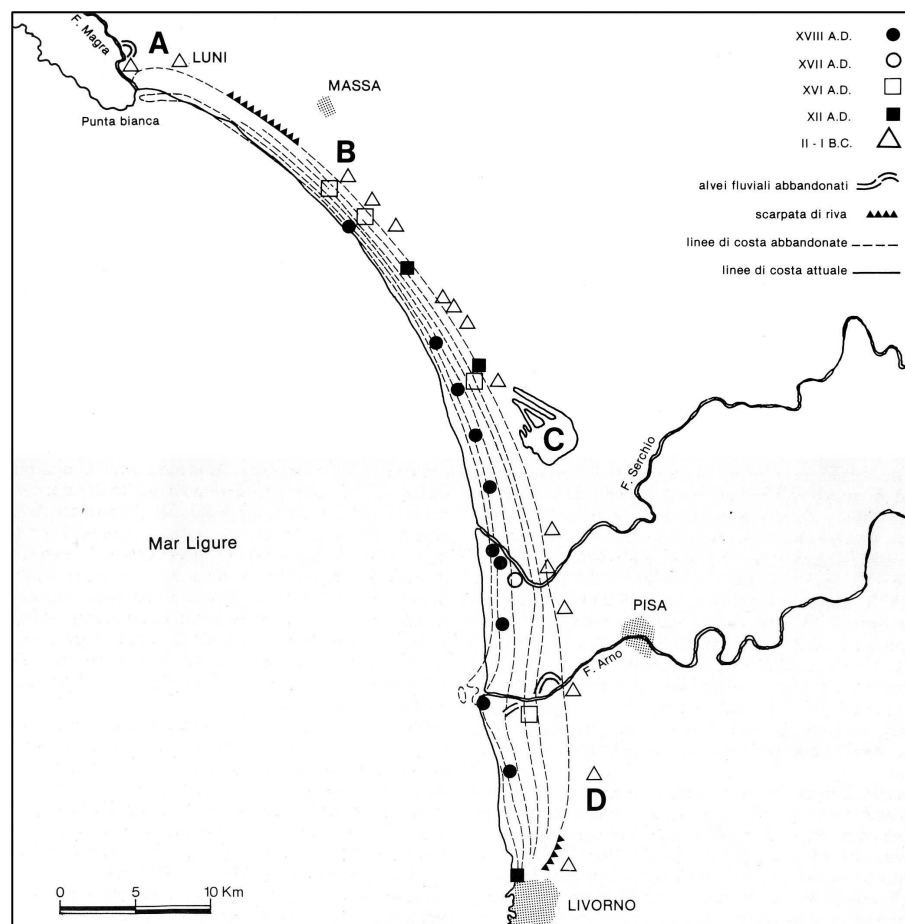 F. Magra
A
LUNI
MASSA
Punta bianca
B
XVIII A.D.
XVII A.D.
XVI A.D.
XII A.D.
II - I B.C.
alvei fluviali abbandonati
scarpata di riva
linee di costa abbandonate
linee di costa attuale
C
F. Serchio
Mar Ligure
PISA
F. Arno
D
0 5 10 Km
LIVORNO